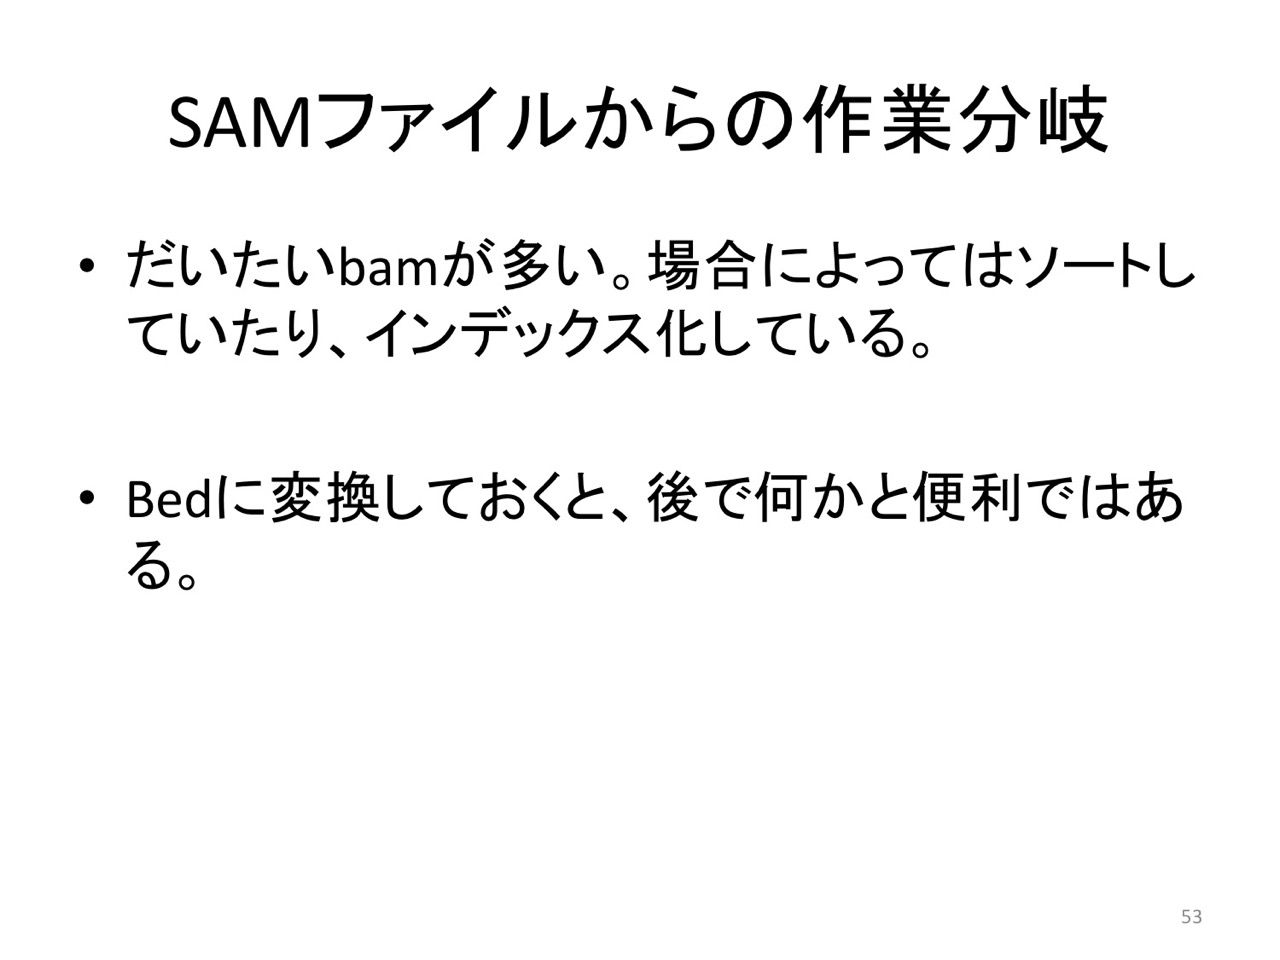 SAMファイルからの作業分岐
• だいたいbamが多い。場合によってはソートし
ていたり、インデックス化している。
• Bedに変換しておくと、後で何かと便利ではあ
る。
53